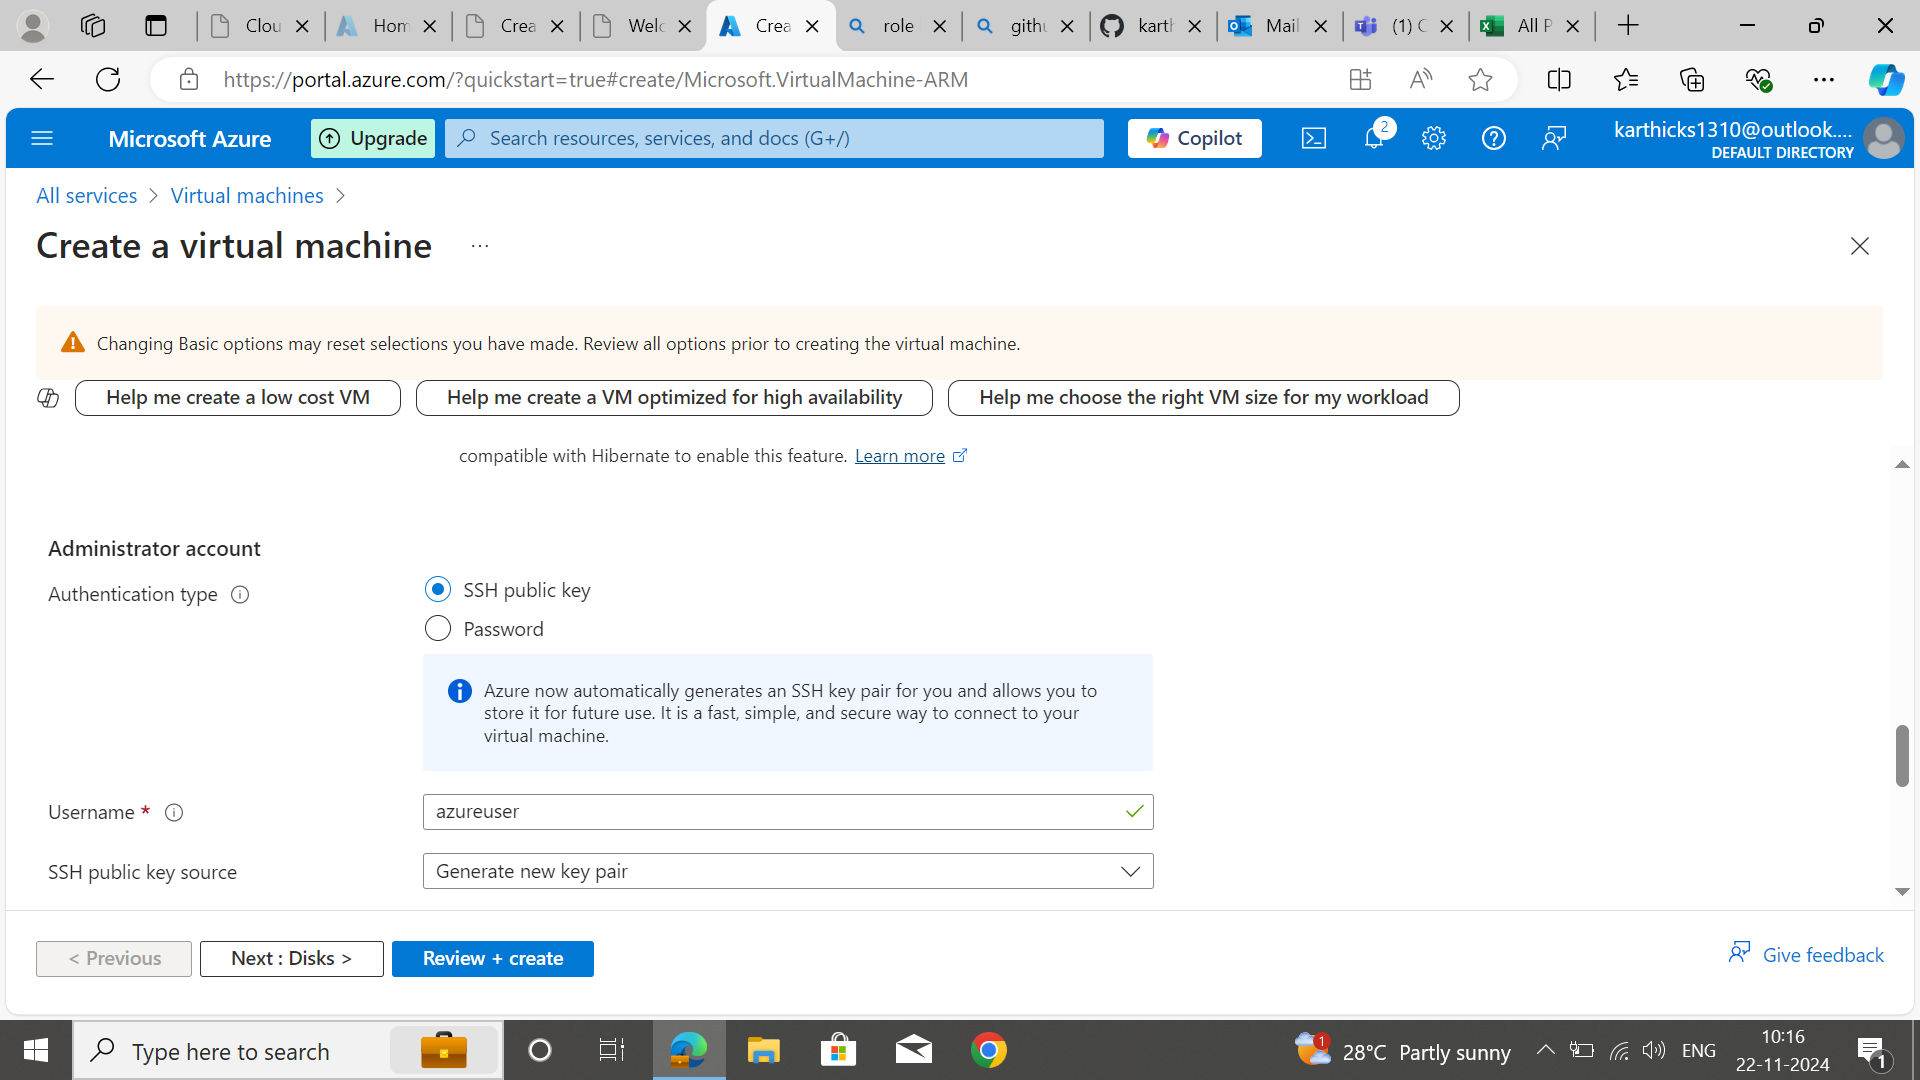 Clou
Hom
Crea
Welc
Crea
role
githu
karth
Mail
(1) C
All P
https://portal.azure.com/?quickstart=true#create/Microsoft.VirtualMachine-ARM
Microsoft Azure
Upgrade
Search resources, services, and docs (G+/)
Copilot
2
karthicks1310@outlook....
DEFAULT DIRECTORY
All services > Virtual machines >
Create a virtual machine ...
Changing Basic options may reset selections you have made. Review all options prior to creating the virtual machine.
Help me create a low cost VM
Help me create a VM optimized for high availability
Help me choose the right VM size for my workload
compatible with Hibernate to enable this feature. Learn more
Administrator account
Authentication type
SSH public key
Password
Azure now automatically generates an SSH key pair for you and allows you to
store it for future use. It is a fast, simple, and secure way to connect to your
virtual machine.
Username *
azureuser
SSH public key source
Generate new key pair
< Previous
Next : Disks >
Review + create
Give feedback
Type here to search
1
28°C Partly sunny
ENG
10:16
22-11-2024
1